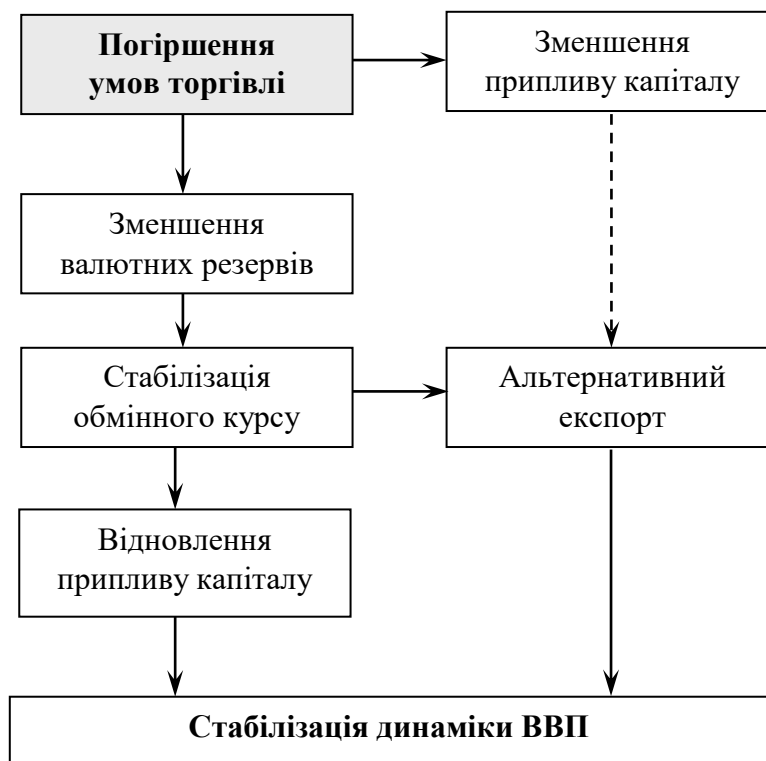 Погіршення
умов торгівлі
Зменшення
припливу капіталу
Зменшення
валютних резервів
Стабілізація
обмінного курсу
Альтернативний
експорт
Відновлення
припливу капіталу
Стабілізація динаміки ВВП